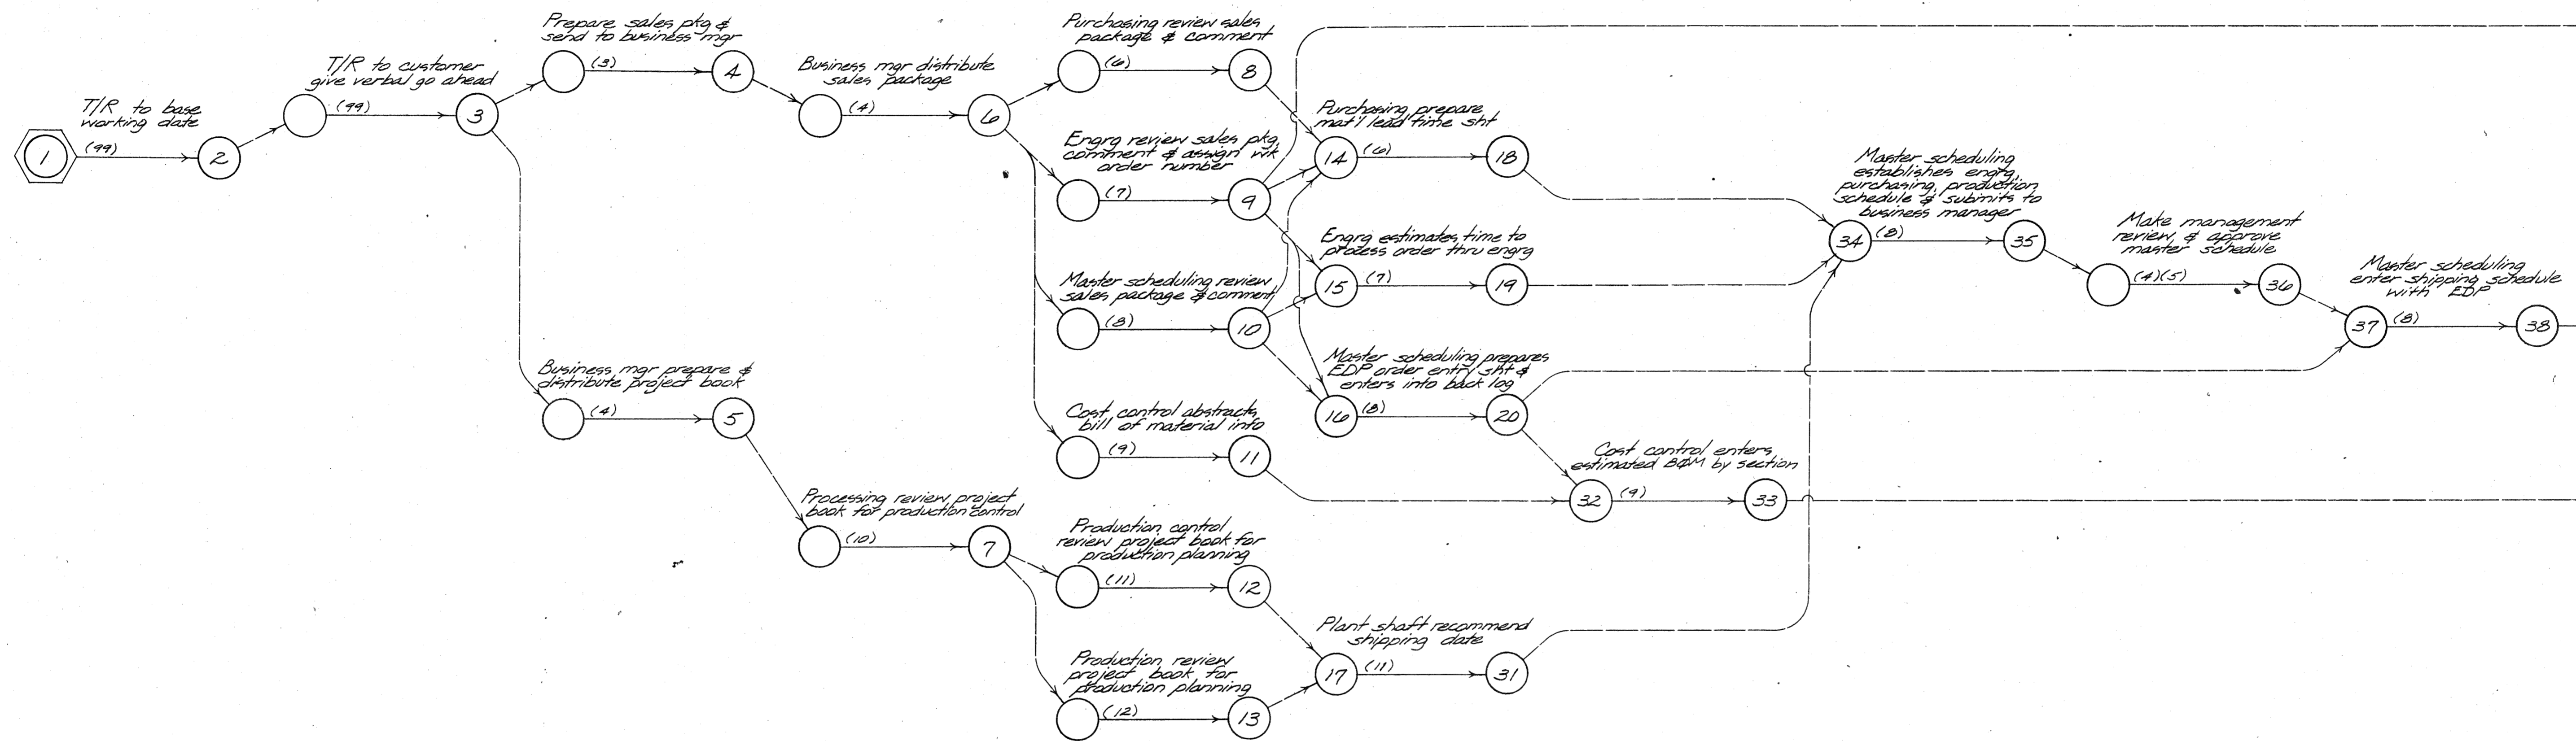 T/R to base
working date
1
(99)
2
T/R to customer
give verbal go ahead
(99)
3
Prepare sales pkg &
send to business mgr
(3)
4
Business mgr distribute
sales package
(4)
6
Business mgr prepare &
distribute project book
(4)
5
Processing review project
book for production control
(10)
7
Purchasing review sales
package & comment
(6)
8
Engrg review sales pkg,
comment & assign wk
order number
(7)
9
Master scheduling review
sales package & comment
(8)
10
Cost control abstracts
bill of material info
(9)
11
Production control
review project book for
production planning
(11)
12
Production review
project book for
production planning
(12)
13
Purchasing prepare
mat'l lead time sht
14
(6)
18
Engrg estimates time to
process order thru engrg
15
(7)
19
Master scheduling prepares
EDP order entry sht &
enters into back log
16
(8)
20
Cost control enters
estimated B&M by section
32
(9)
33
Plant shaft recommend
shipping date
17
(11)
31
Master scheduling
establishes engrg,
purchasing, production
schedule & submits to
business manager
34
(8)
35
Make management
review, & approve
master schedule
(4)(5)
36
Master scheduling
enter shipping schedule
with EDP
37
(8)
38